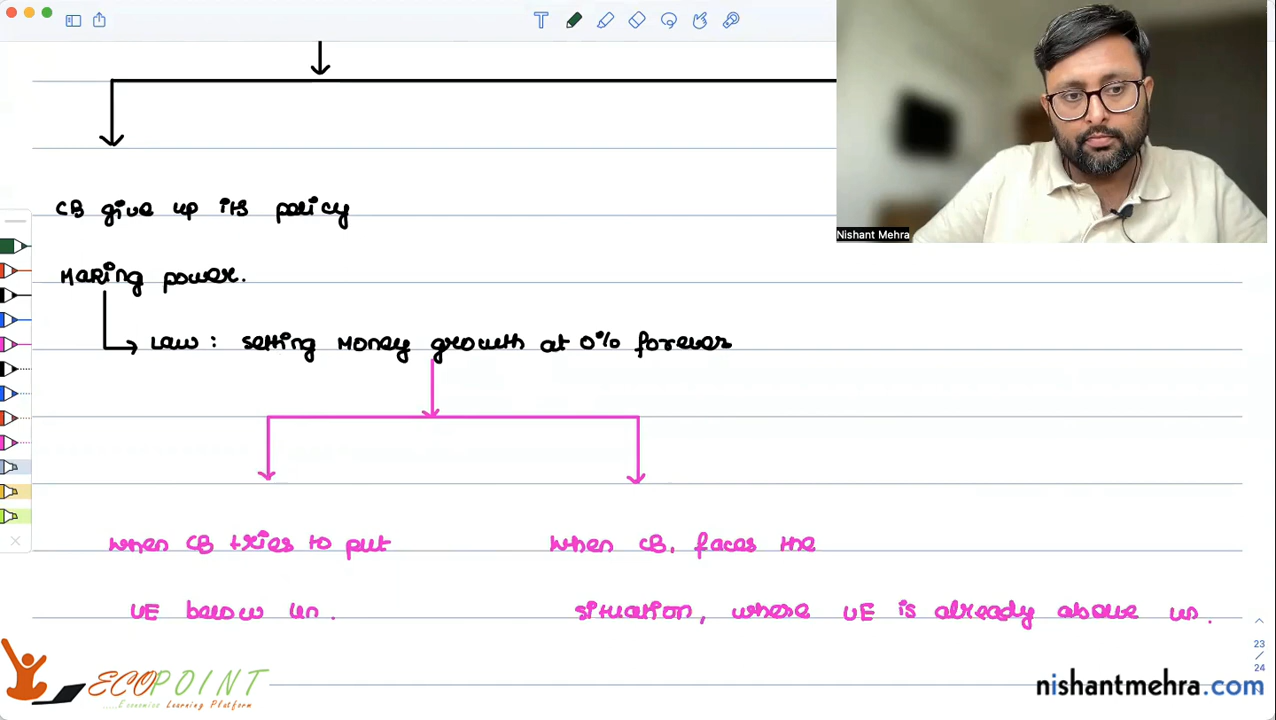 CB give up its policy
Making power.
Law : setting Money growth at 0% forever
When CB tries to put
UE below Un.
When CB, faces the
situation, where UE is already above un.
Nishant Mehra
23
/
24
ECOPOINT
.....Economics Learning Platform
nishantmehra.com